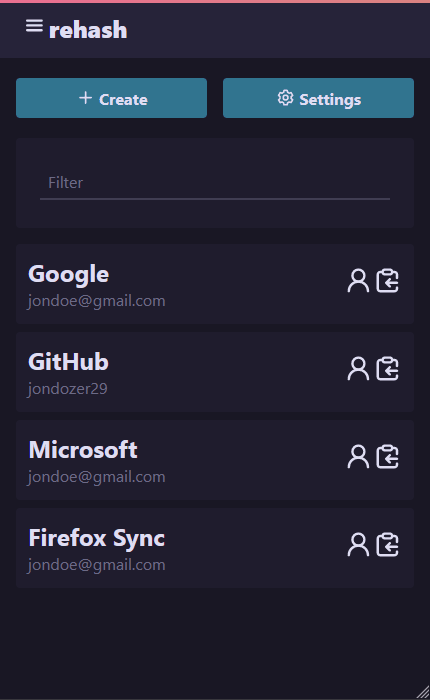 rehash
Create
Settings
Filter
Google
jondoe@gmail.com
GitHub
jondozer29
Microsoft
jondoe@gmail.com
Firefox Sync
jondoe@gmail.com